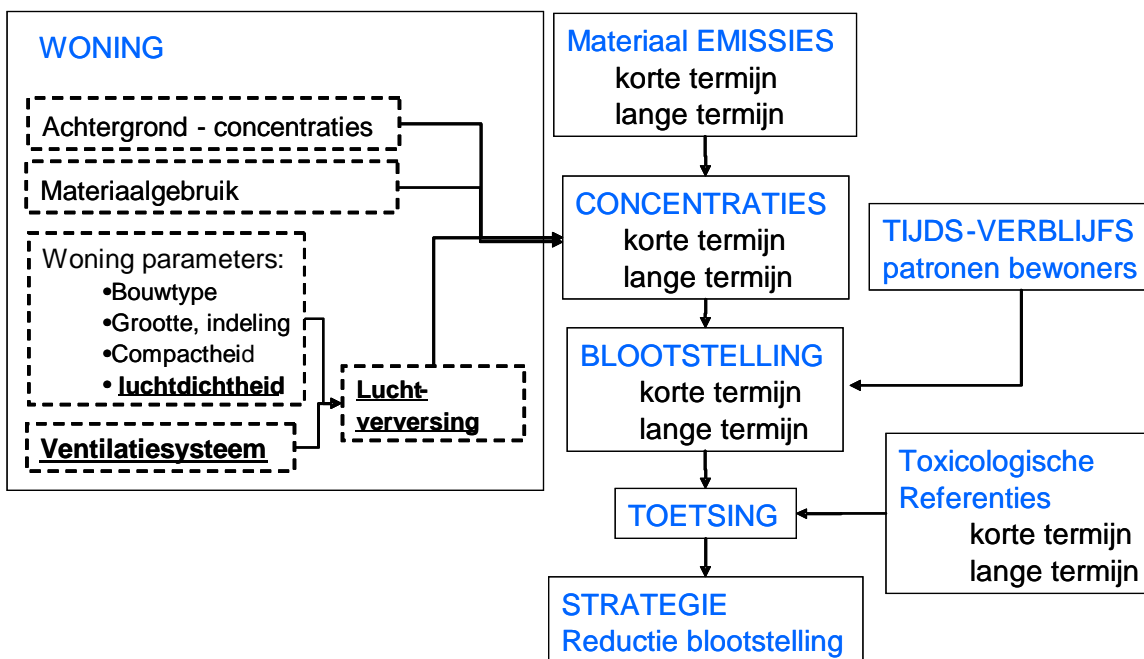 WONING
Achtergrond - concentraties
Materiaalgebruik
Woning parameters:
•Bouwtype
•Grootte, indeling
•Compactheid
•luchtdichtheid
Ventilatiesysteem
Lucht-
verversing
Materiaal EMISSIES
korte termijn
lange termijn
CONCENTRATIES
korte termijn
lange termijn
TIJDS-VERBLIJFS
patronen bewoners
BLOOTSTELLING
korte termijn
lange termijn
Toxicologische
Referenties
korte termijn
lange termijn
TOETSING
STRATEGIE
Reductie blootstelling